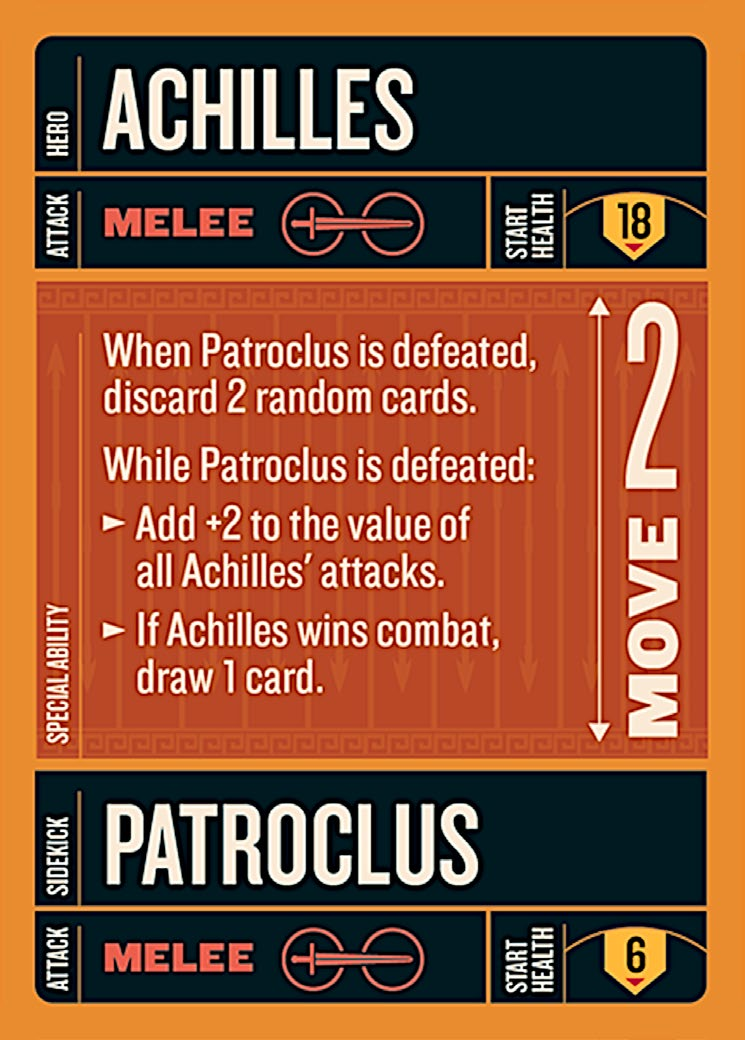 HERO
ACHILLES
ATTACK
MELEE
START
HEALTH
18
SPECIAL ABILITY
When Patroclus is defeated,
discard 2 random cards.
While Patroclus is defeated:
► Add +2 to the value of
all Achilles’ attacks.
► If Achilles wins combat,
draw 1 card.
MOVE 2
SIDEKICK
PATROCLUS
ATTACK
MELEE
START
HEALTH
6